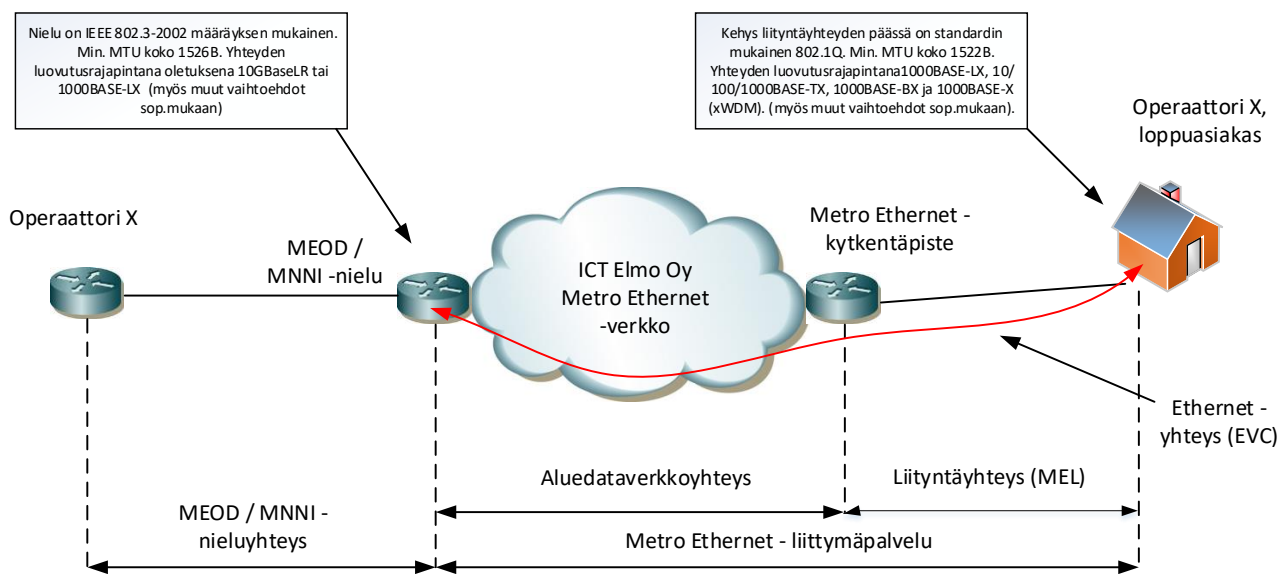 Nielu on IEEE 802.3-2002 määräyksen mukainen.
Min. MTU koko 1526B. Yhteyden
luovutusrajapintana oletuksena 10GBaseLR tai
1000BASE-LX (myös muut vaihtoehdot
sop.mukaan)
Kehys liityntäyhteyden päässä on standardin
mukainen 802.1Q. Min. MTU koko 1522B.
Yhteyden luovutusrajapintana1000BASE-LX, 10/
100/1000BASE-TX, 1000BASE-BX ja 1000BASE-X
(xWDM). (myös muut vaihtoehdot sop.mukaan).
Operaattori X,
loppuasiakas
Operaattori X
MEOD /
MNNI -nielu
ICT Elmo Oy
Metro Ethernet
-verkko
Metro Ethernet -
kytkentäpiste
Ethernet -
yhteys (EVC)
Aluedataverkkoyhteys
Liityntäyhteys (MEL)
MEOD / MNNI -
nieluyhteys
Metro Ethernet - liittymäpalvelu